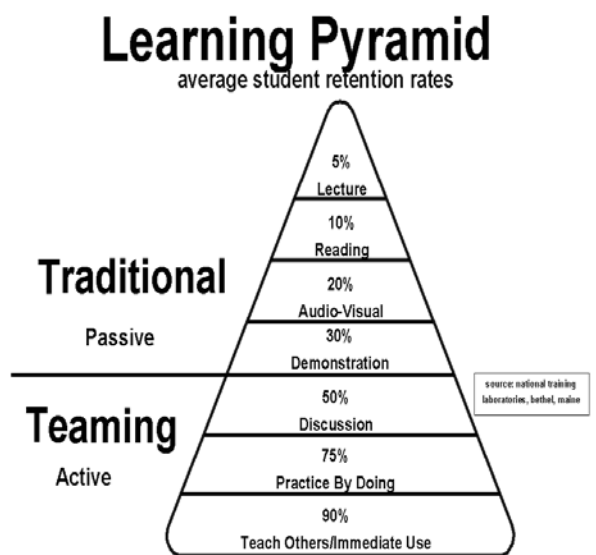 Learning Pyramid
average student retention rates
5%
Lecture
10%
Reading
Traditional
20%
Audio-Visual
Passive
30%
Demonstration
source: national training
laboratories, bethel, maine
Teaming
50%
Discussion
Active
75%
Practice By Doing
90%
Teach Others/Immediate Use